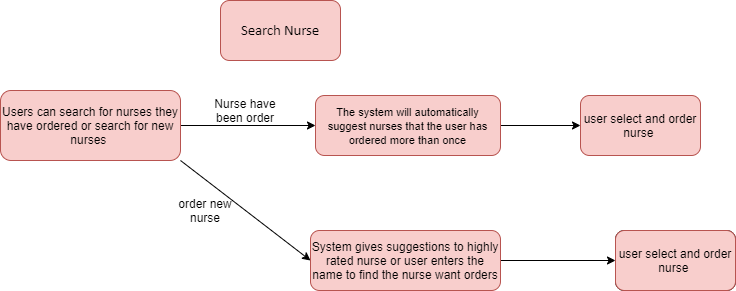 Search Nurse
Users can search for nurses they
have ordered or search for new
nurses
Nurse have
been order
The system will automatically
suggest nurses that the user has
ordered more than once
user select and order
nurse
order new
nurse
System gives suggestions to highly
rated nurse or user enters the
name to find the nurse want orders
user select and order
nurse